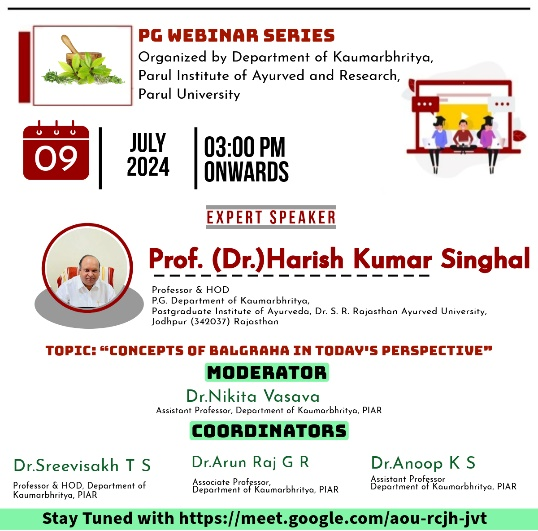 PG WEBINAR SERIES
Organized by Department of Kaumarbhritya,
Parul Institute of Ayurved and Research,
Parul University
09
JULY
2024
03:00 PM
ONWARDS
EXPERT SPEAKER
Prof. (Dr.)Harish Kumar Singhal
Professor & HOD
P.G. Department of Kaumarbhritya,
Postgraduate Institute of Ayurveda, Dr. S. R. Rajasthan Ayurved University,
Jodhpur (342037) Rajasthan
TOPIC: “CONCEPTS OF BALGRAHA IN TODAY'S PERSPECTIVE”
MODERATOR
Dr.Nikita Vasava
Assistant Professor, Department of Kaumarbhritya, PIAR
COORDINATORS
Dr.Sreevisakh T S
Professor & HOD, Department of
Kaumarbhritya, PIAR
Dr.Arun Raj G R
Associate Professor,
Department of Kaumarbhritya, PIAR
Dr.Anoop K S
Assistant Professor
Department of Kaumarbhritya, PIAR
Stay Tuned with https://meet.google.com/aou-rcjh-jvt